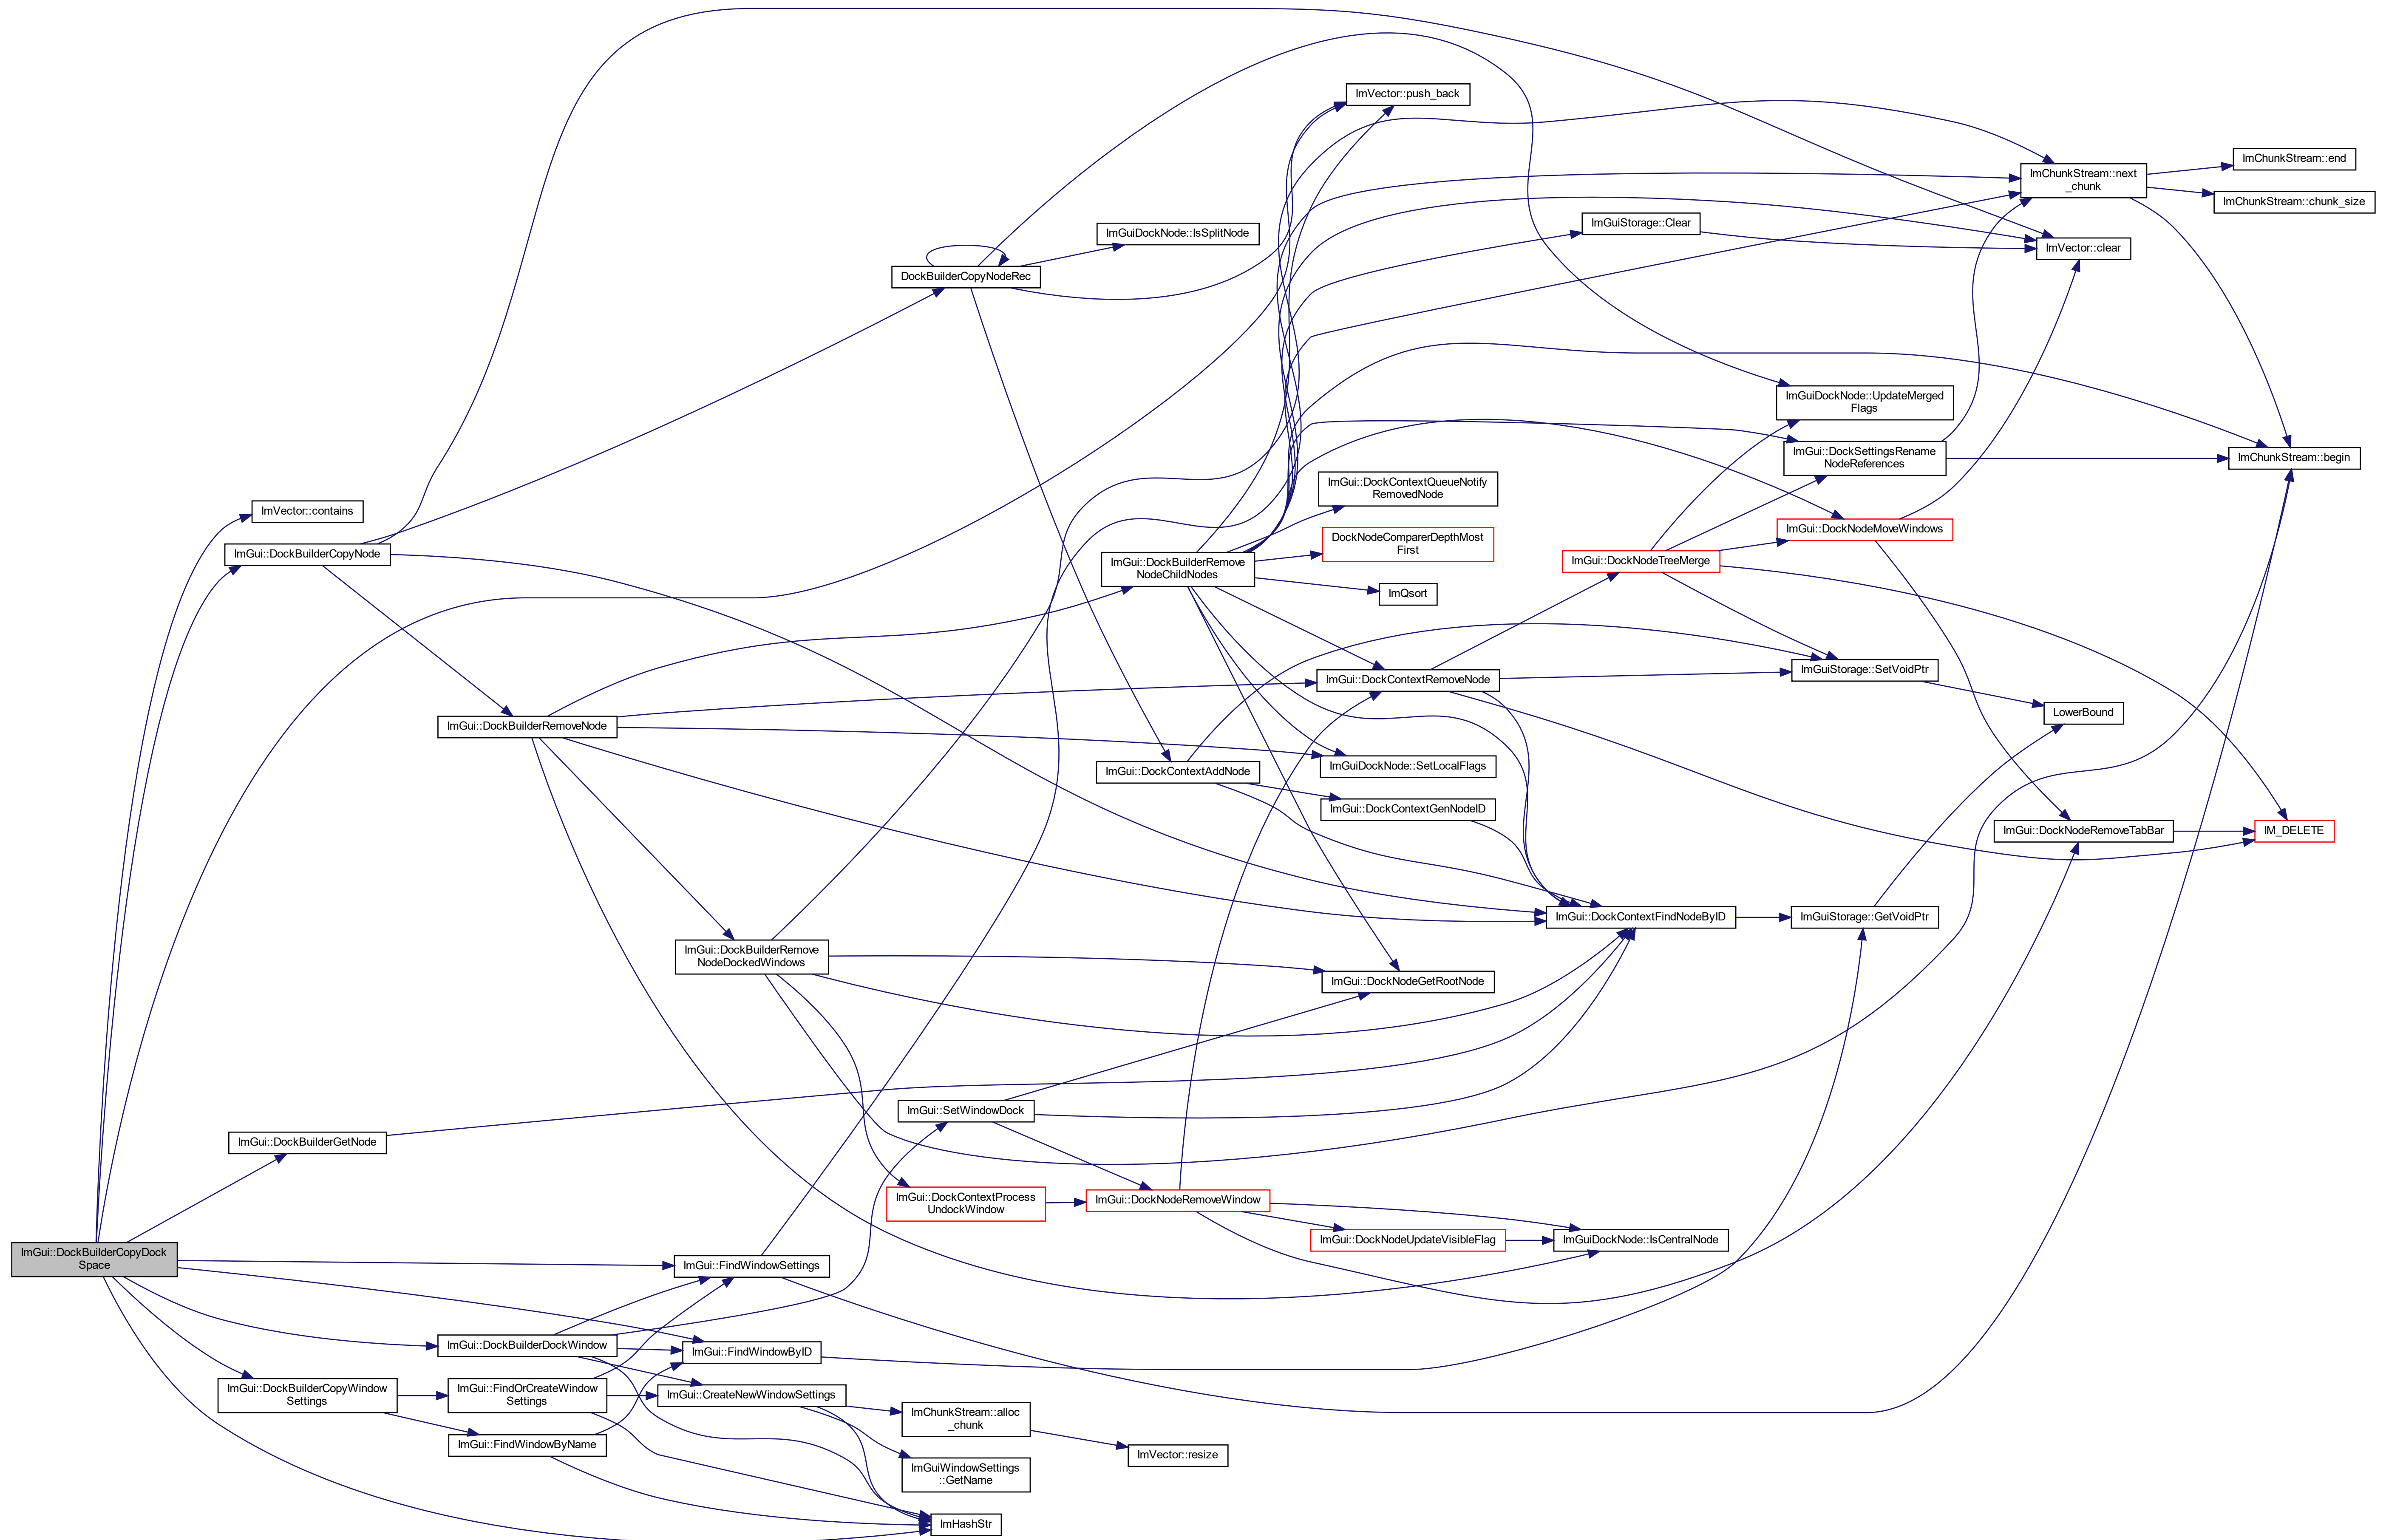 ImGui::DockBuilderCopyDock
Space
ImVector::contains
ImGui::DockBuilderCopyNode
ImGui::DockBuilderGetNode
ImGui::DockBuilderCopyWindow
Settings
ImGui::DockBuilderRemoveNode
ImGui::DockBuilderDockWindow
ImGui::FindOrCreateWindow
Settings
ImGui::FindWindowByName
ImGui::DockBuilderRemove
NodeDockedWindows
ImGui::FindWindowSettings
ImGui::FindWindowByID
ImGui::CreateNewWindowSettings
DockBuilderCopyNodeRec
ImGui::SetWindowDock
ImGui::DockContextProcess
UndockWindow
ImChunkStream::alloc
_chunk
ImGuiWindowSettings
::GetName
ImHashStr
ImGuiDockNode::IsSplitNode
ImGui::DockBuilderRemove
NodeChildNodes
ImGui::DockContextAddNode
ImGui::DockNodeRemoveWindow
ImVector::resize
ImVector::push_back
ImGui::DockContextQueueNotify
RemovedNode
DockNodeComparerDepthMost
First
ImQsort
ImGui::DockContextRemoveNode
ImGuiDockNode::SetLocalFlags
ImGui::DockContextGenNodeID
ImGui::DockNodeGetRootNode
ImGui::DockNodeUpdateVisibleFlag
ImGuiStorage::Clear
ImGui::DockNodeTreeMerge
ImGui::DockContextFindNodeByID
ImGuiDockNode::IsCentralNode
ImGuiDockNode::UpdateMerged
Flags
ImGui::DockSettingsRename
NodeReferences
ImGui::DockNodeMoveWindows
ImGuiStorage::SetVoidPtr
ImGuiStorage::GetVoidPtr
ImChunkStream::next
_chunk
ImVector::clear
LowerBound
ImGui::DockNodeRemoveTabBar
ImChunkStream::end
ImChunkStream::chunk_size
ImChunkStream::begin
IM_DELETE